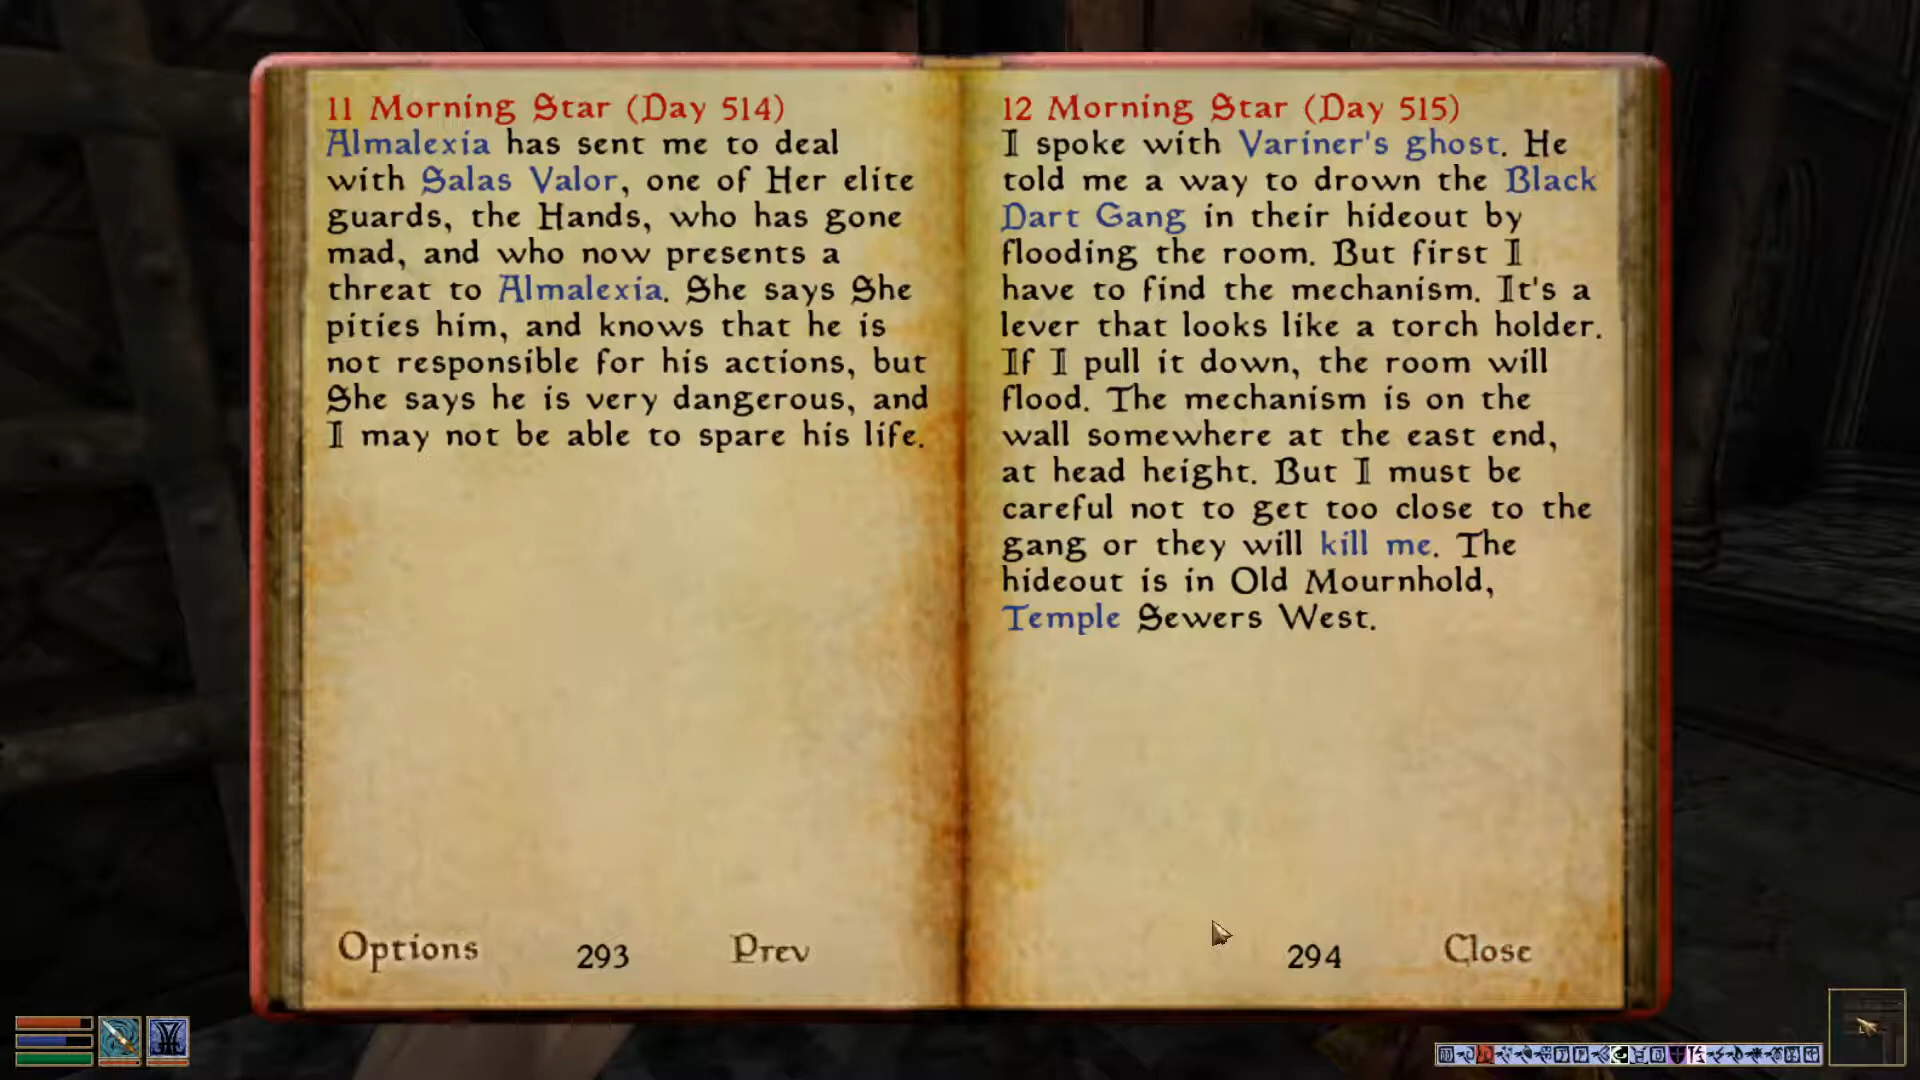 11 Morning Star (Day 514)
Almalexia has sent me to deal
with Salas Valor, one of Her elite
guards, the Hands, who has gone
mad, and who now presents a
threat to Almalexia. She says She
pities him, and knows that he is
not responsible for his actions, but
She says he is very dangerous, and
I may not be able to spare his life.
Options
293
Prev
12 Morning Star (Day 515)
I spoke with Variner's ghost. He
told me a way to drown the Black
Dart Gang in their hideout by
flooding the room. But first I
have to find the mechanism. It's a
lever that looks like a torch holder.
If I pull it down, the room will
flood. The mechanism is on the
wall somewhere at the east end,
at head height. But I must be
careful not to get too close to the
gang or they will kill me. The
hideout is in Old Mournhold,
Temple Sewers West.
294
Close